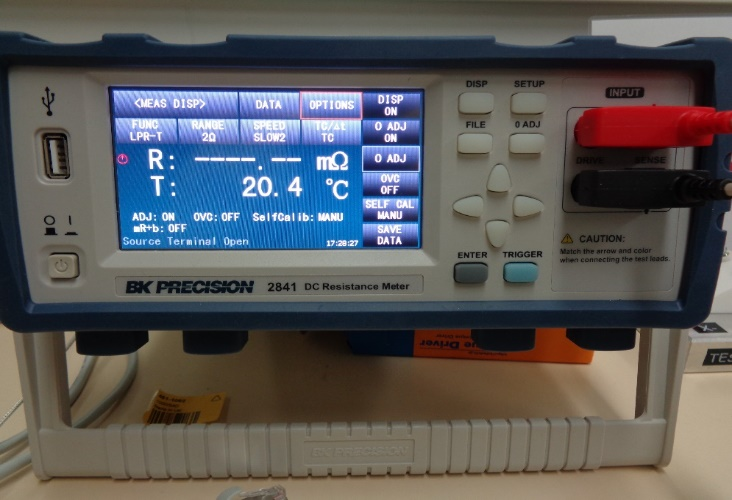 DISP
SETUP
FILE
0 ADJ
ENTER
TRIGGER
INPUT
DRIVE SENSE
CAUTION:
Match the arrow and color
when connecting the test leads.
<MEAS DISP> DATA OPTIONS
DISP
ON
FUNC RANGE SPEED TC/Δt
LPR-T 2Ω SLOW2 TC
0 ADJ
ON
R: ----.-- mΩ
0 ADJ
T: 20.4 ℃
OVC
OFF
ADJ: ON OVC: OFF SelfCalib: MANU
mR+b: OFF
SELF CAL
MANU
Source Terminal Open 17:28:27
SAVE
DATA
BK PRECISION 2841 DC Resistance Meter
ue Driver
BK PRECISION
TES